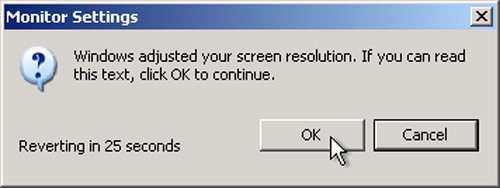 Monitor Settings
Windows adjusted your screen resolution. If you can read
this text, click OK to continue.
Reverting in 25 seconds
OK
Cancel